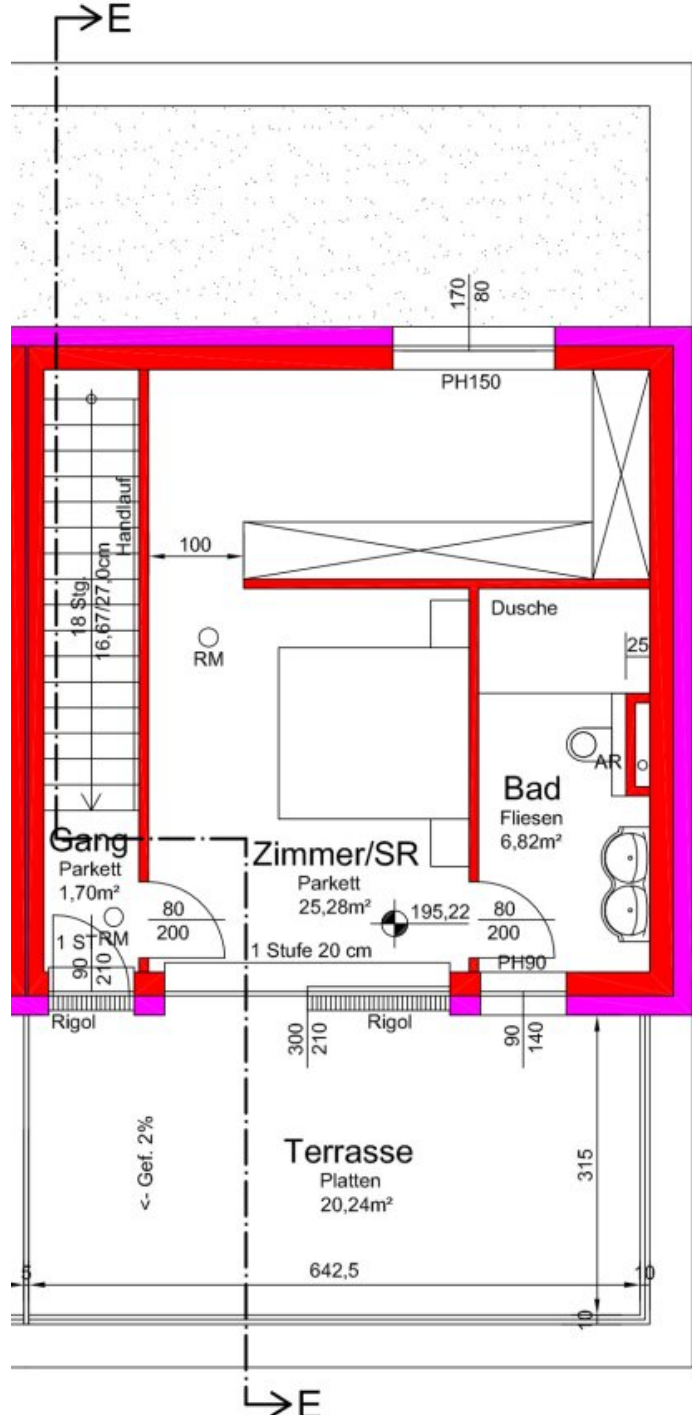 E
170
80
PH150
Handlauf
18 Stg.
16,67/27,0cm
100
RM
Dusche
25
AR
Bad
Fliesen
6,82m²
Gang
Parkett
1,70m²
Zimmer/SR
Parkett
25,28m²
195,22
80
200
80
200
1 ST
RM
90
210
1 Stufe 20 cm
PH90
Rigol
Rigol
300
210
90
140
<- Gef. 2%
Terrasse
Platten
20,24m²
315
5
642,5
10
10
E